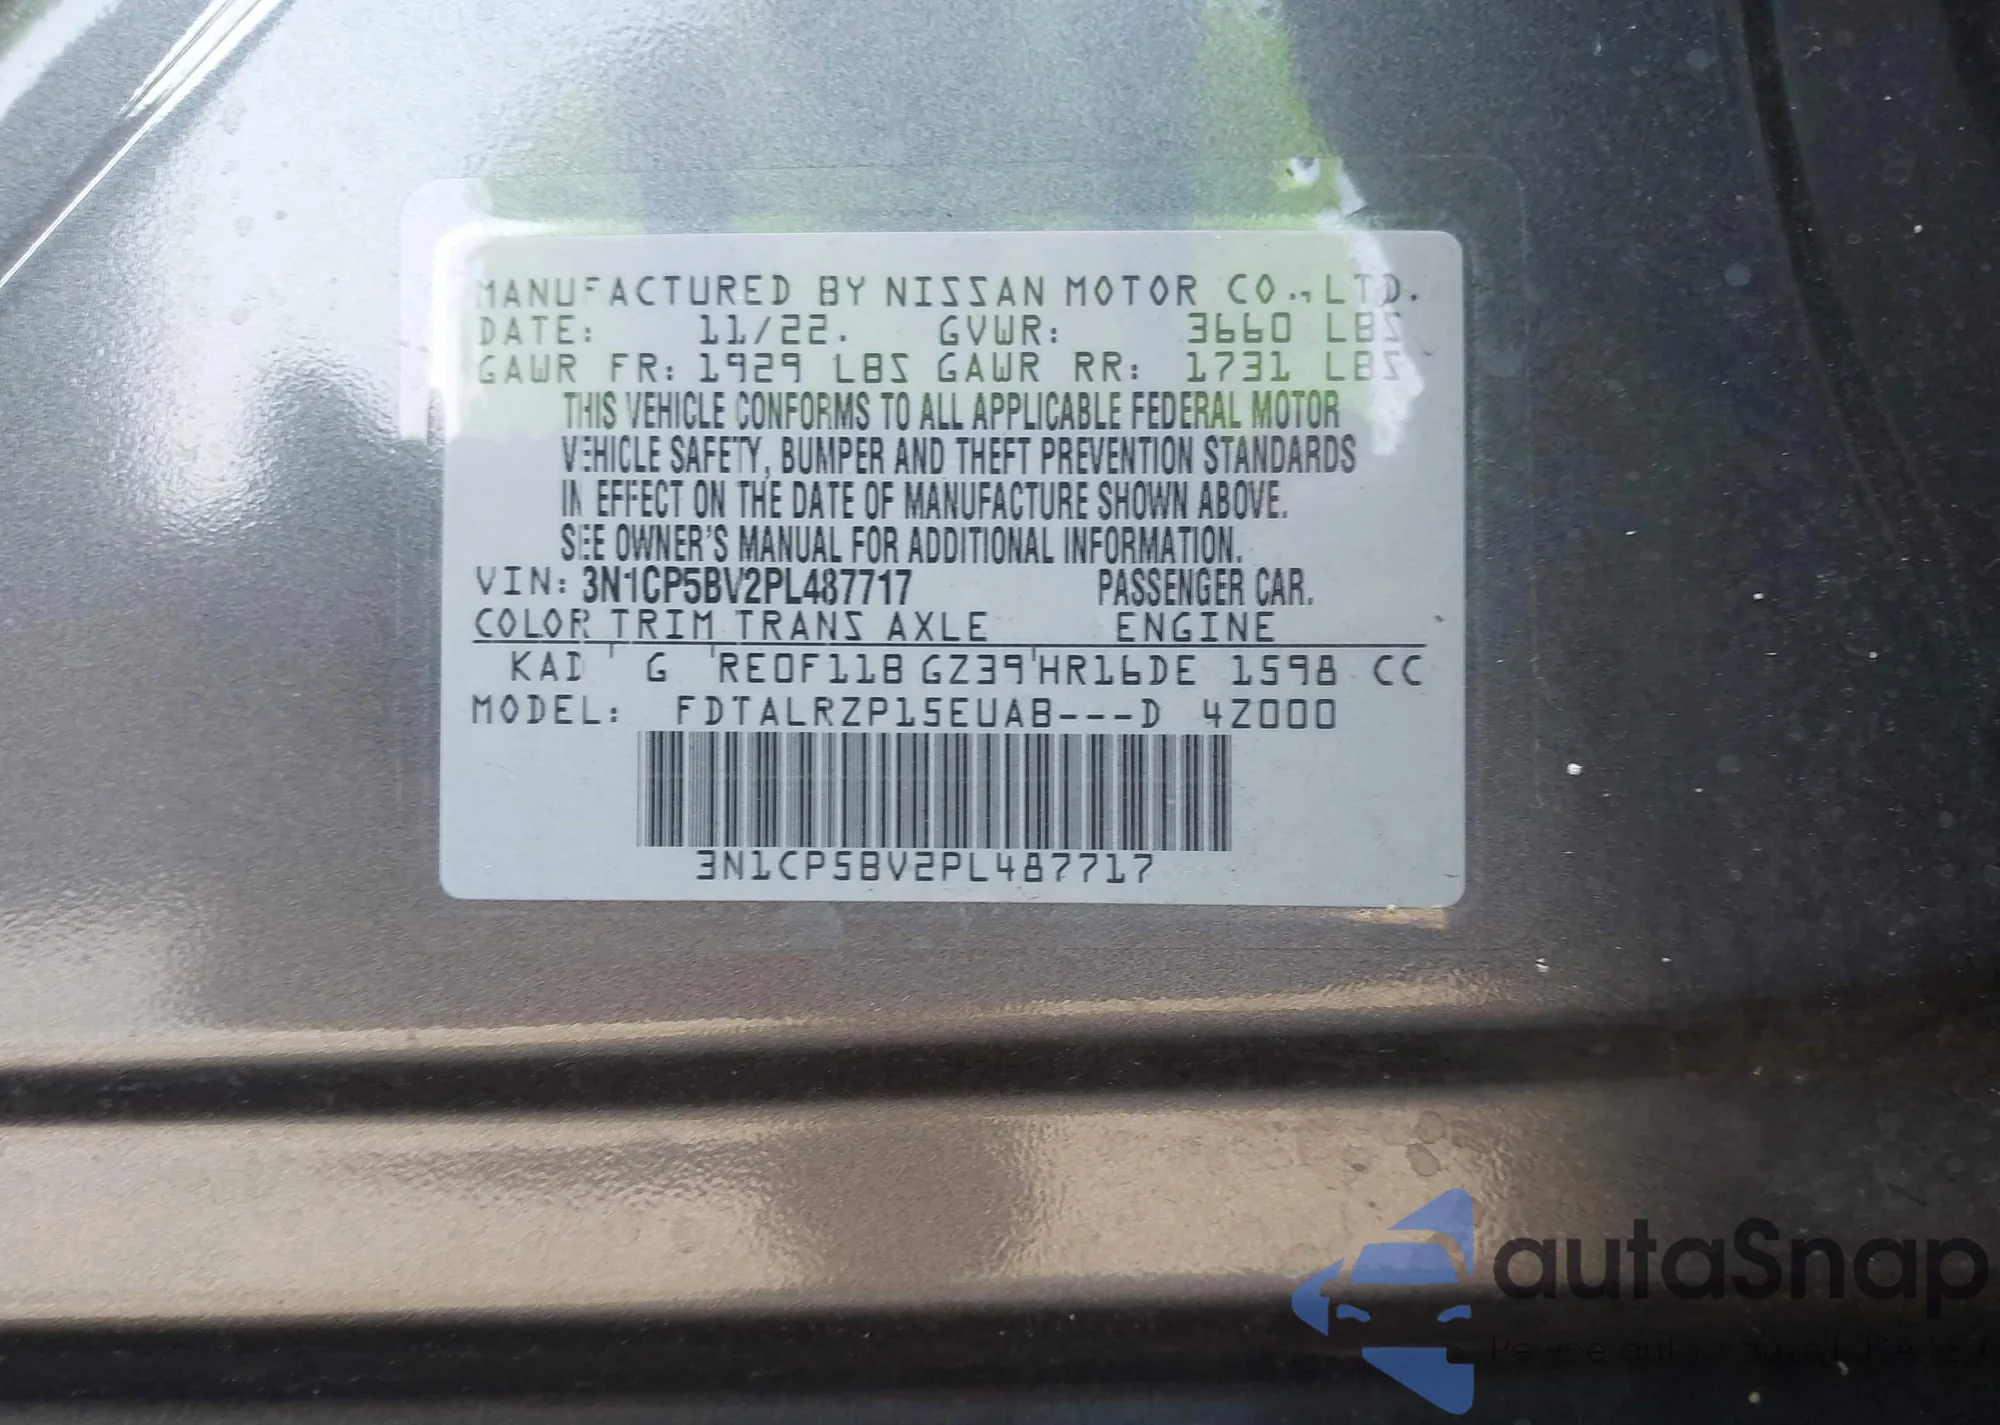 MANUFACTURED BY NISSAN MOTOR CO., LTD.
DATE: 11/22. GVWR: 3660 LBS
GAWR FR: 1929 LBS GAWR RR: 1731 LBS
THIS VEHICLE CONFORMS TO ALL APPLICABLE FEDERAL MOTOR
VEHICLE SAFETY, BUMPER AND THEFT PREVENTION STANDARDS
IN EFFECT ON THE DATE OF MANUFACTURE SHOWN ABOVE.
SEE OWNER'S MANUAL FOR ADDITIONAL INFORMATION.
VIN: 3N1CP5BV2PL487717 PASSENGER CAR.
COLOR TRIM TRANS AXLE ENGINE
KAD G RE0F11B GZ39 HR16DE 1598 CC
MODEL: FDTALRZP15EUAB---D 4Z000
3N1CP5BV2PL487717
autaSnap